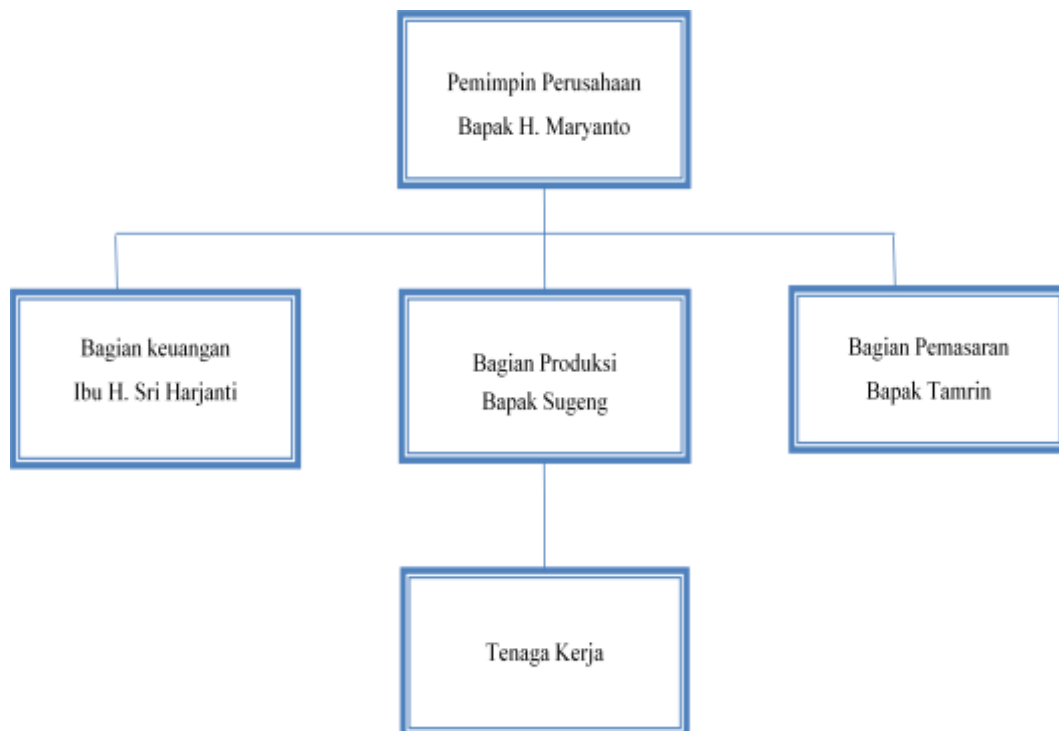 Pemimpin Perusahaan
Bapak H. Maryanto
Bagian keuangan
Ibu H. Sri Harjanti
Bagian Produksi
Bapak Sugeng
Bagian Pemasaran
Bapak Tamrin
Tenaga Kerja